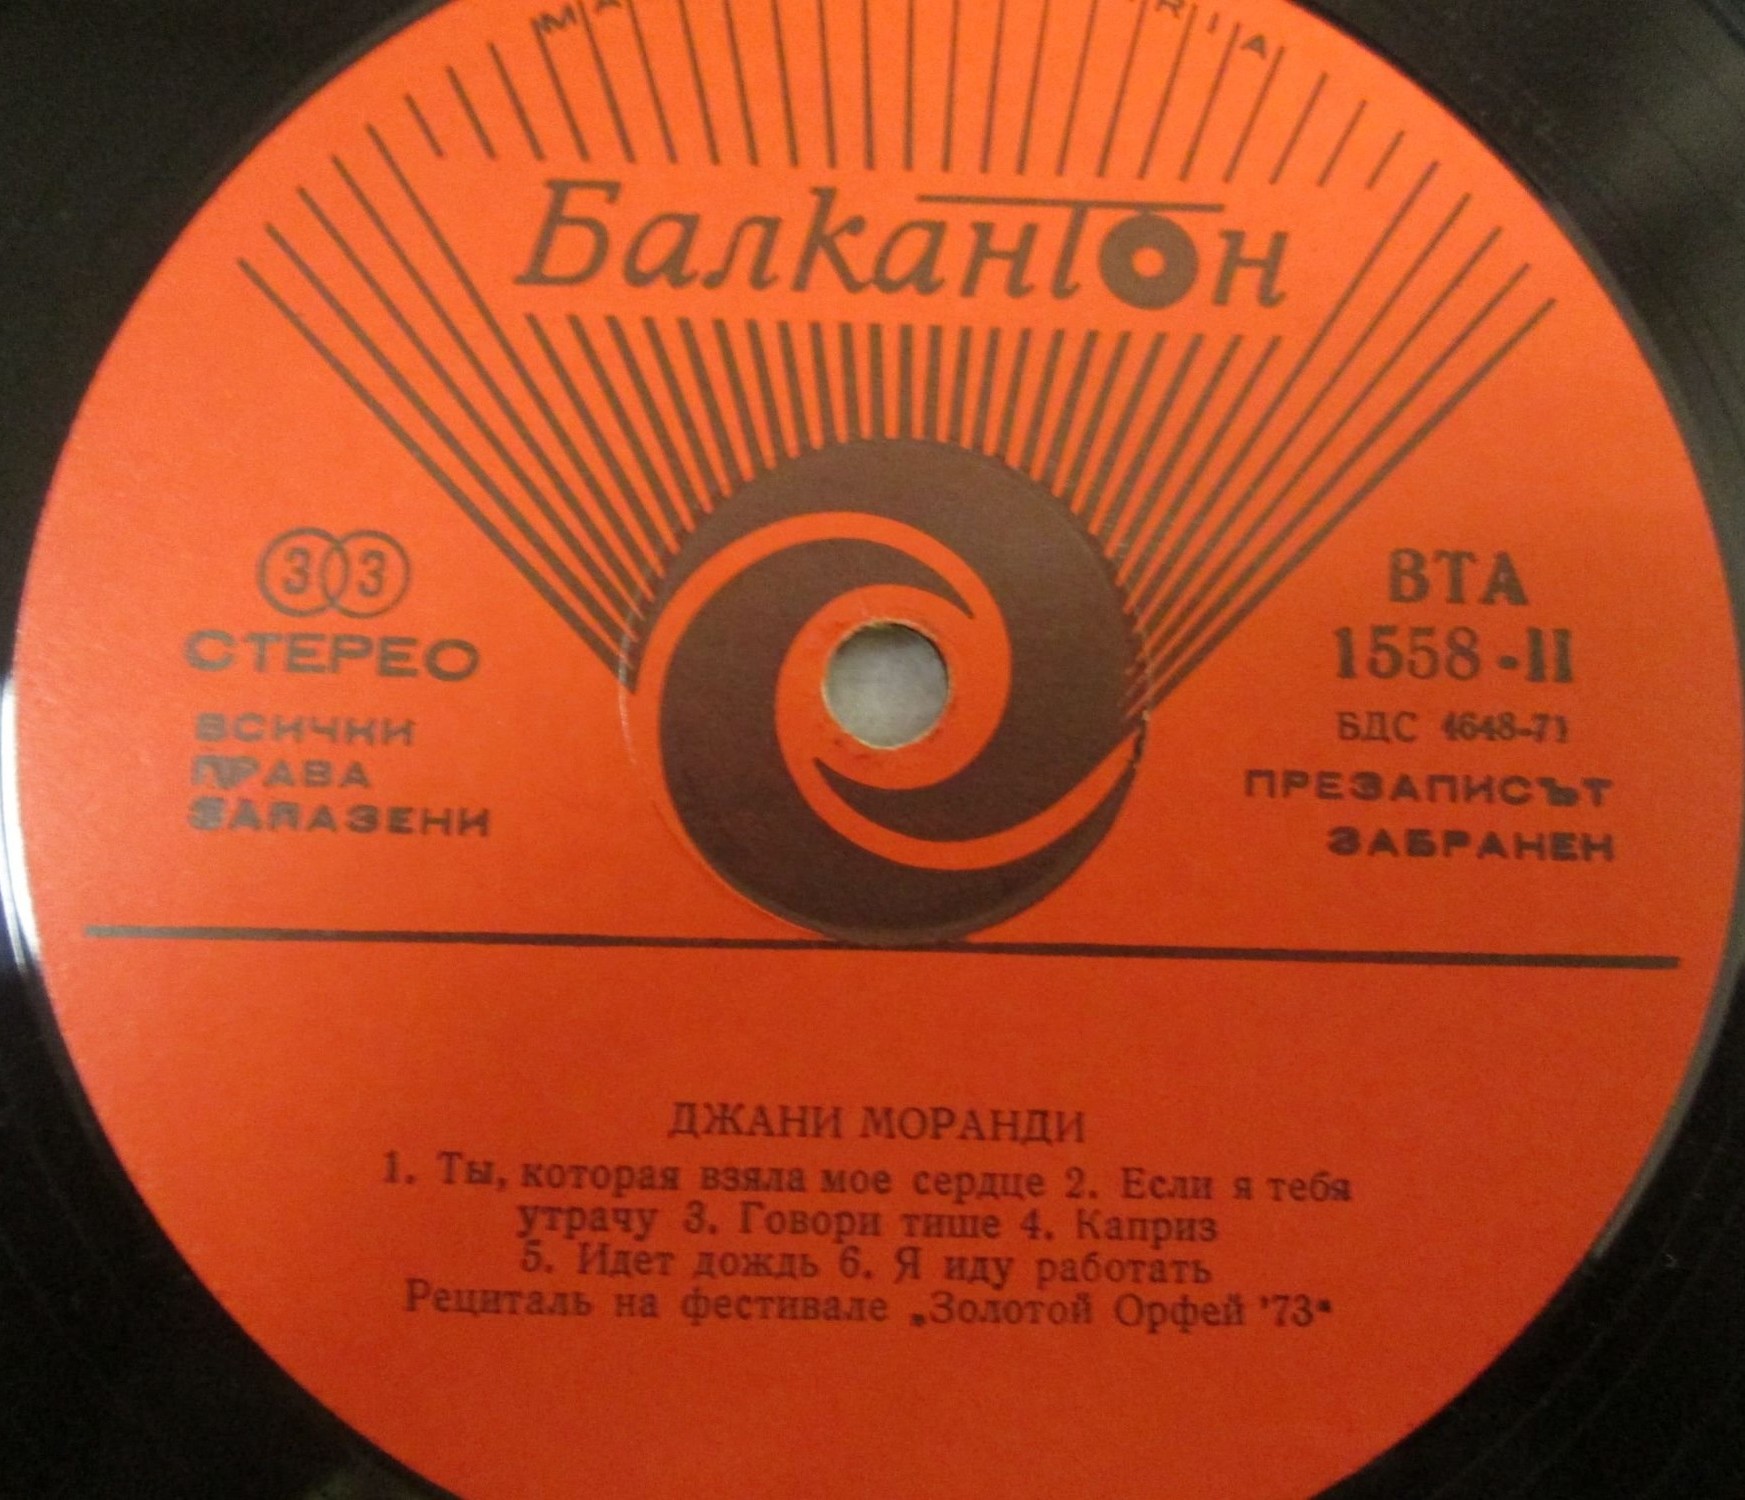 Балкантон
33
СТЕРЕО
ВСИЧКИ
ПРАВА
ЗАПАЗЕНИ
ВТА
1558-II
БДС 4648-71
ПРЕЗАПИСЪТ
ЗАБРАНЕН
ДЖАНИ МОРАНДИ
1. Ты, которая взяла мое сердце 2. Если я тебя
утрачу 3. Говори тише 4. Каприз
5. Идет дождь 6. Я иду работать
Рециталь на фестивале „Золотой Орфей '73“